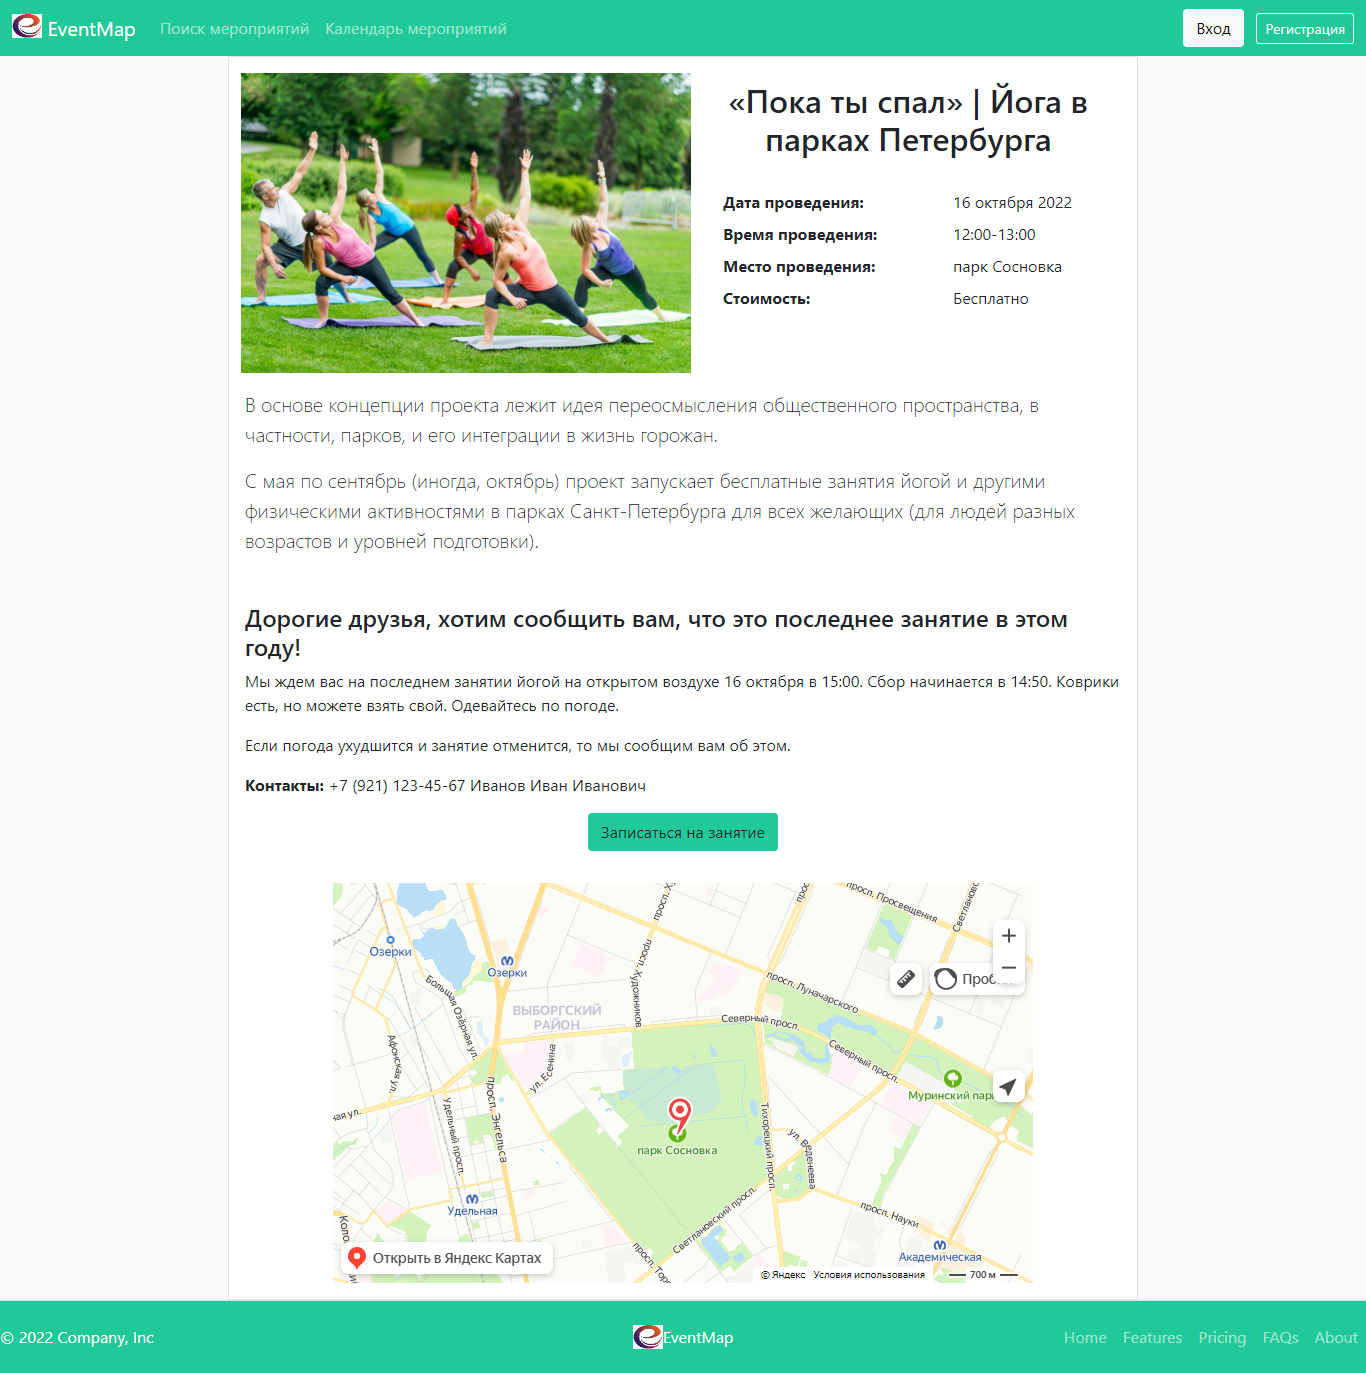 EventMap
Поиск мероприятий
Календарь мероприятий
Вход
Регистрация
«Пока ты спал» | Йога в
парках Петербурга
Дата проведения: 16 октября 2022
Время проведения: 12:00-13:00
Место проведения: парк Сосновка
Стоимость: Бесплатно
В основе концепции проекта лежит идея переосмысления общественного пространства, в
частности, парков, и его интеграции в жизнь горожан.
С мая по сентябрь (иногда, октябрь) проект запускает бесплатные занятия йогой и другими
физическими активностями в парках Санкт-Петербурга для всех желающих (для людей разных
возрастов и уровней подготовки).
Дорогие друзья, хотим сообщить вам, что это последнее занятие в этом
году!
Мы ждем вас на последнем занятии йогой на открытом воздухе 16 октября в 15:00. Сбор начинается в 14:50. Коврики
есть, но можете взять свой. Одевайтесь по погоде.
Если погода ухудшится и занятие отменится, то мы сообщим вам об этом.
Контакты: +7 (921) 123-45-67 Иванов Иван Иванович
Записаться на занятие
просп. Просвещения
Озерки
Озерки
просп. Художников
Большая Озёрная ул.
просп. Луначарского
ВЫБОРГСКИЙ
РАЙОН
Северный просп.
Северный просп.
Афонская ул.
ул. Есенина
просп. Энгельса
Удельный просп.
Муринский
парк Сосновка
Тихорецкий просп.
ул. Веденеева
Удельная
Светлановский просп.
просп. Науки
Академическая
Открыть в Яндекс Картах
© Яндекс Условия использования
700 м
© 2022 Company, Inc
EventMap
Home
Features
Pricing
FAQs
About